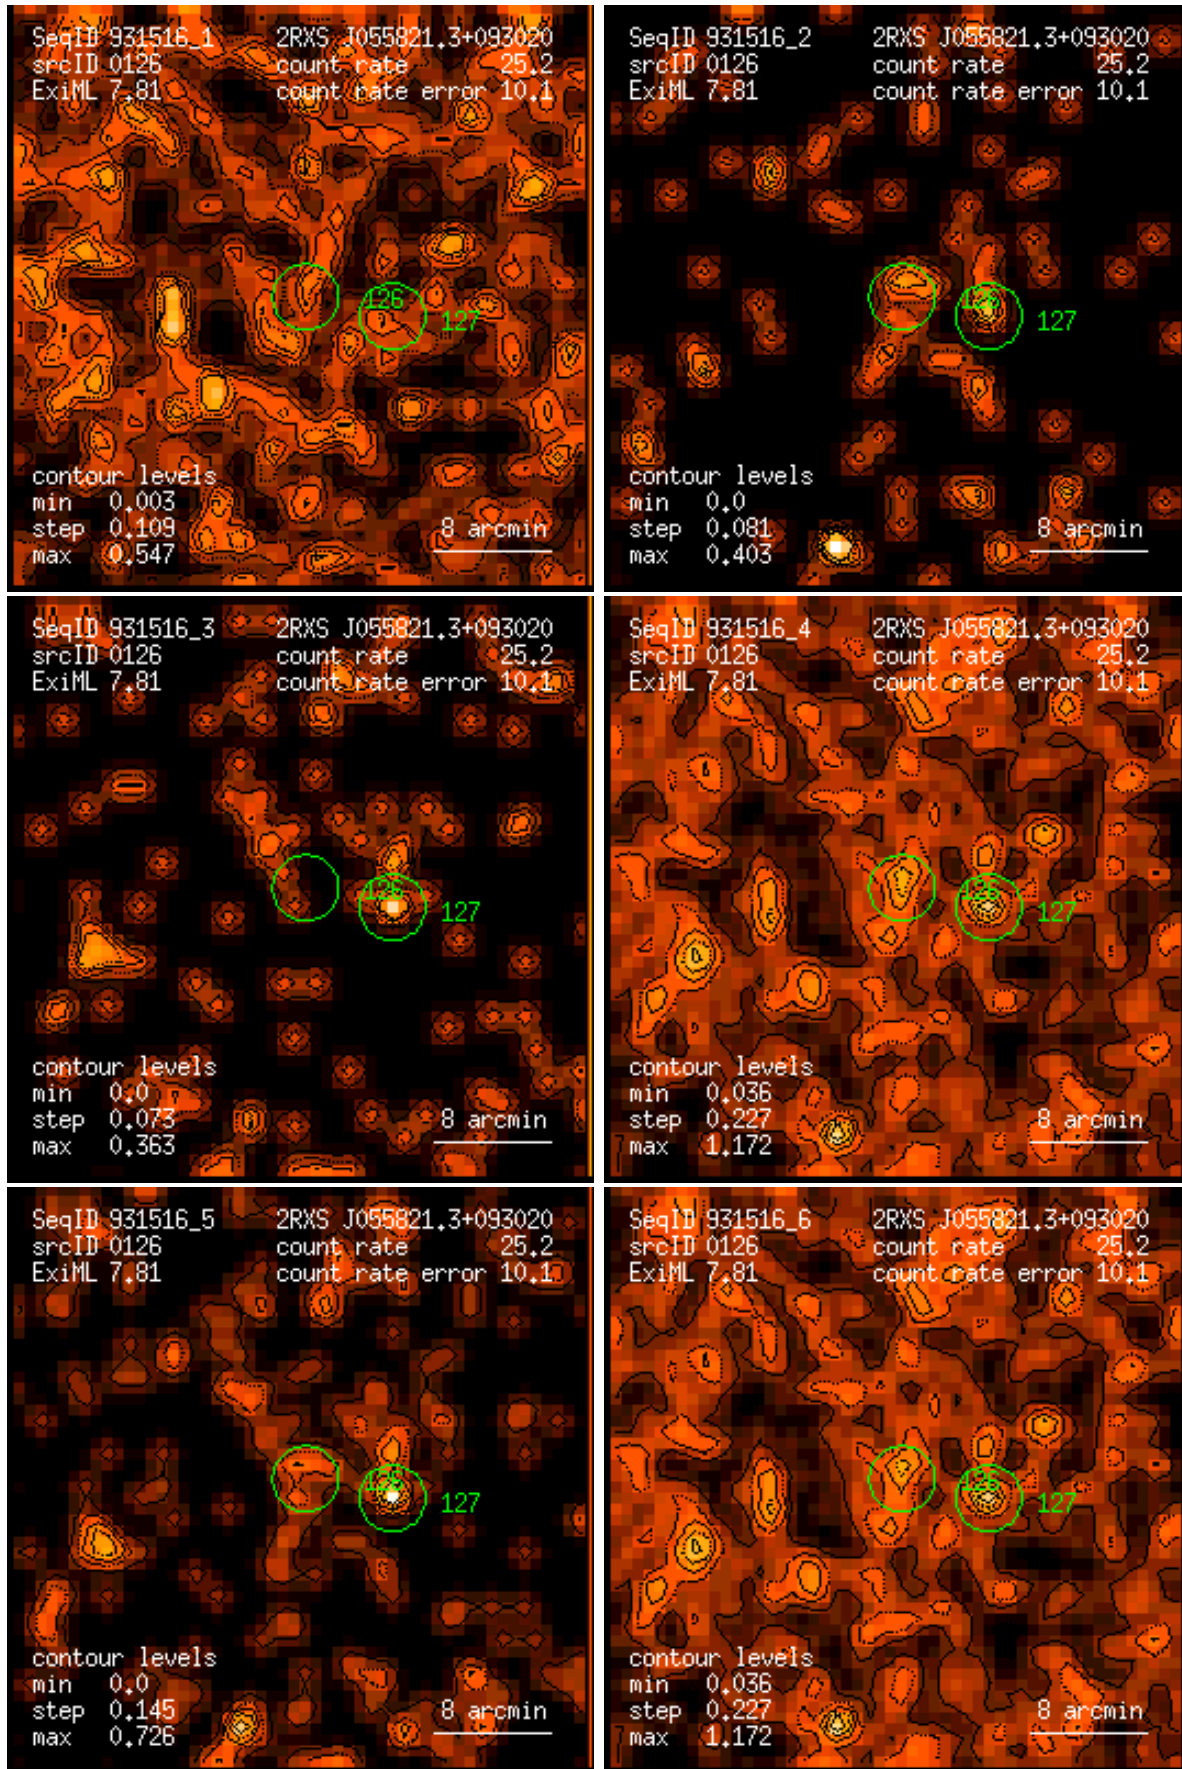 SeqID 931516_1 2RXS J055821.3+093020
srcID 0126 count rate 25.2
ExiML 7.81 count rate error 10.1
126
127
contour levels
min 0.003
step 0.109 8 arcmin
max 0.547
SeqID 931516_2 2RXS J055821.3+093020
srcID 0126 count rate 25.2
ExiML 7.81 count rate error 10.1
126
127
contour levels
min 0.0
step 0.081 8 arcmin
max 0.403
SeqID 931516_3 2RXS J055821.3+093020
srcID 0126 count rate 25.2
ExiML 7.81 count rate error 10.1
126
127
contour levels
min 0.0
step 0.073 8 arcmin
max 0.363
SeqID 931516_4 2RXS J055821.3+093020
srcID 0126 count rate 25.2
ExiML 7.81 count rate error 10.1
126
127
contour levels
min 0.036
step 0.227 8 arcmin
max 1.172
SeqID 931516_5 2RXS J055821.3+093020
srcID 0126 count rate 25.2
ExiML 7.81 count rate error 10.1
126
127
contour levels
min 0.0
step 0.145 8 arcmin
max 0.726
SeqID 931516_6 2RXS J055821.3+093020
srcID 0126 count rate 25.2
ExiML 7.81 count rate error 10.1
126
127
contour levels
min 0.036
step 0.227 8 arcmin
max 1.172